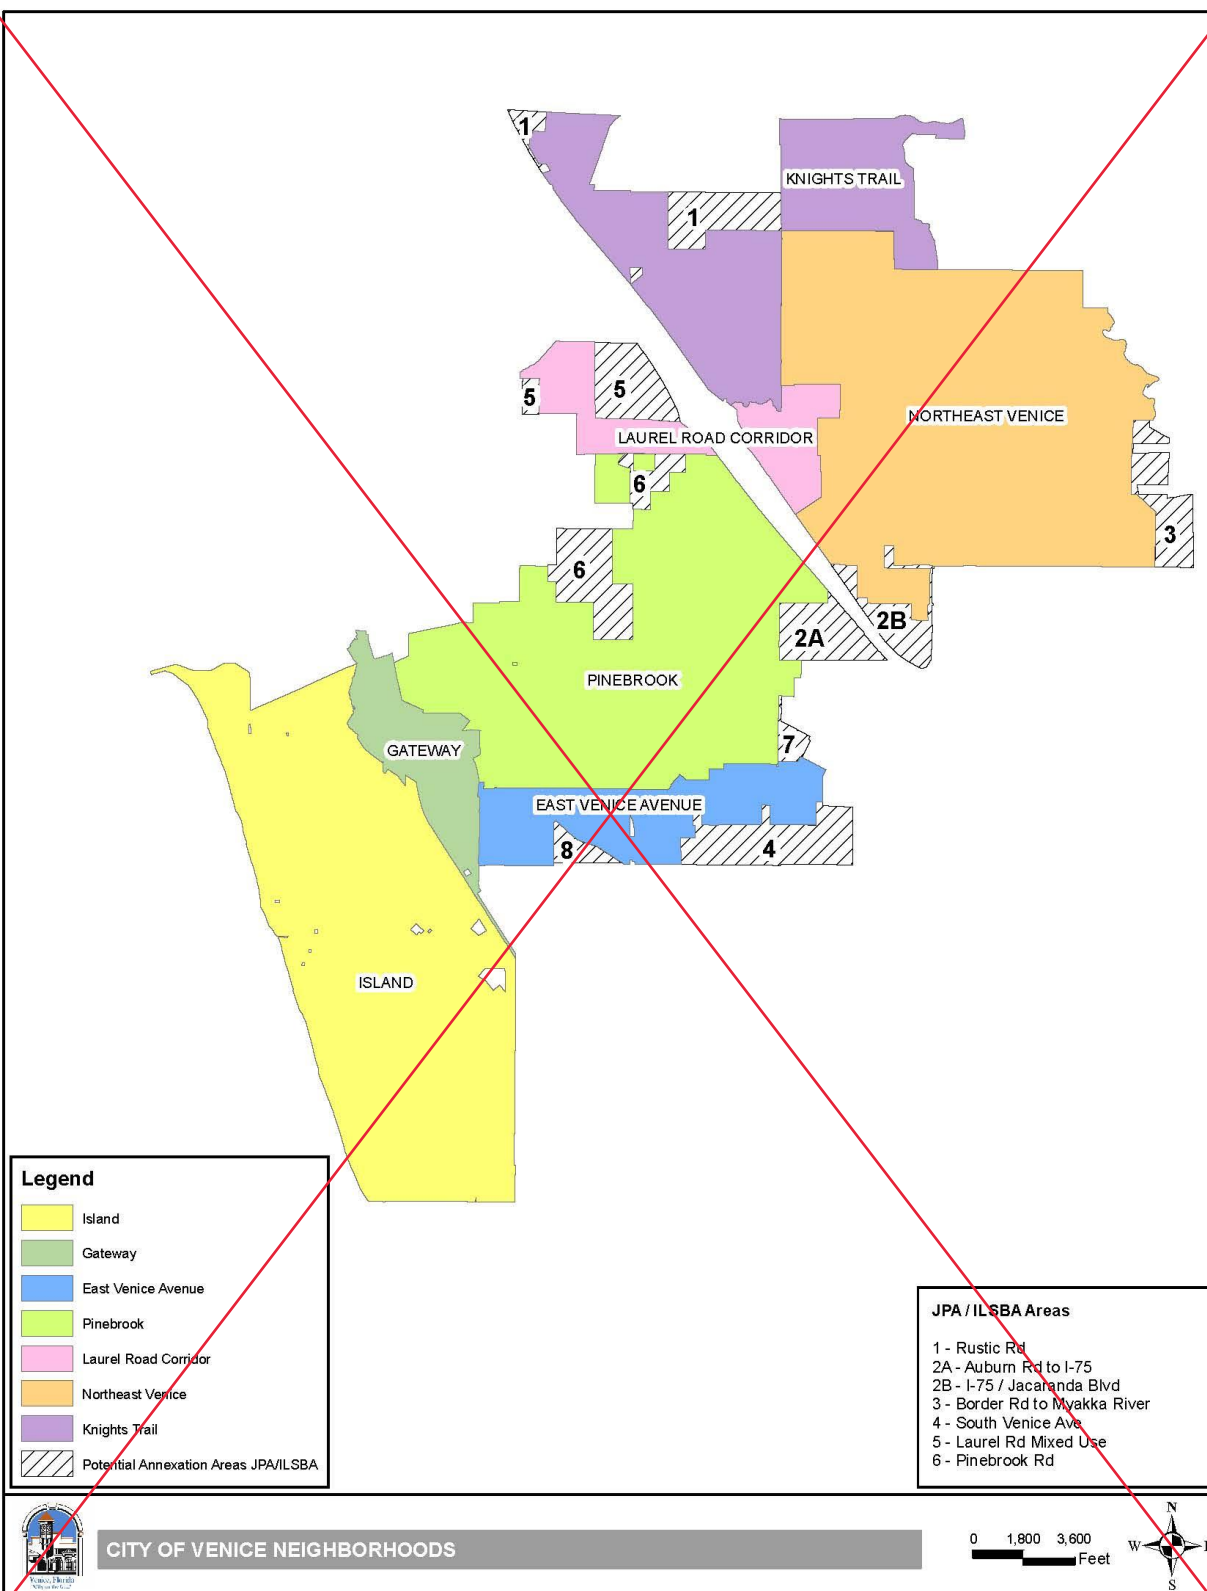 1
KNIGHTS TRAIL
1
5
5
NORTHEAST VENICE
LAUREL ROAD CORRIDOR
6
3
6
2B
2A
PINEBROOK
7
GATEWAY
EAST VENICE AVENUE
8
4
ISLAND
Legend
Island
Gateway
East Venice Avenue
Pinebrook
Laurel Road Corridor
Northeast Venice
Knights Trail
Potential Annexation Areas JPA/ILSBA
JPA / ILSBA Areas
1 - Rustic Rd
2A - Auburn Rd to I-75
2B - I-75 / Jacaranda Blvd
3 - Border Rd to Myakka River
4 - South Venice Ave
5 - Laurel Rd Mixed Use
6 - Pinebrook Rd
Venice, Florida
CITY OF VENICE NEIGHBORHOODS
0 1,800 3,600
Feet
N
W
S